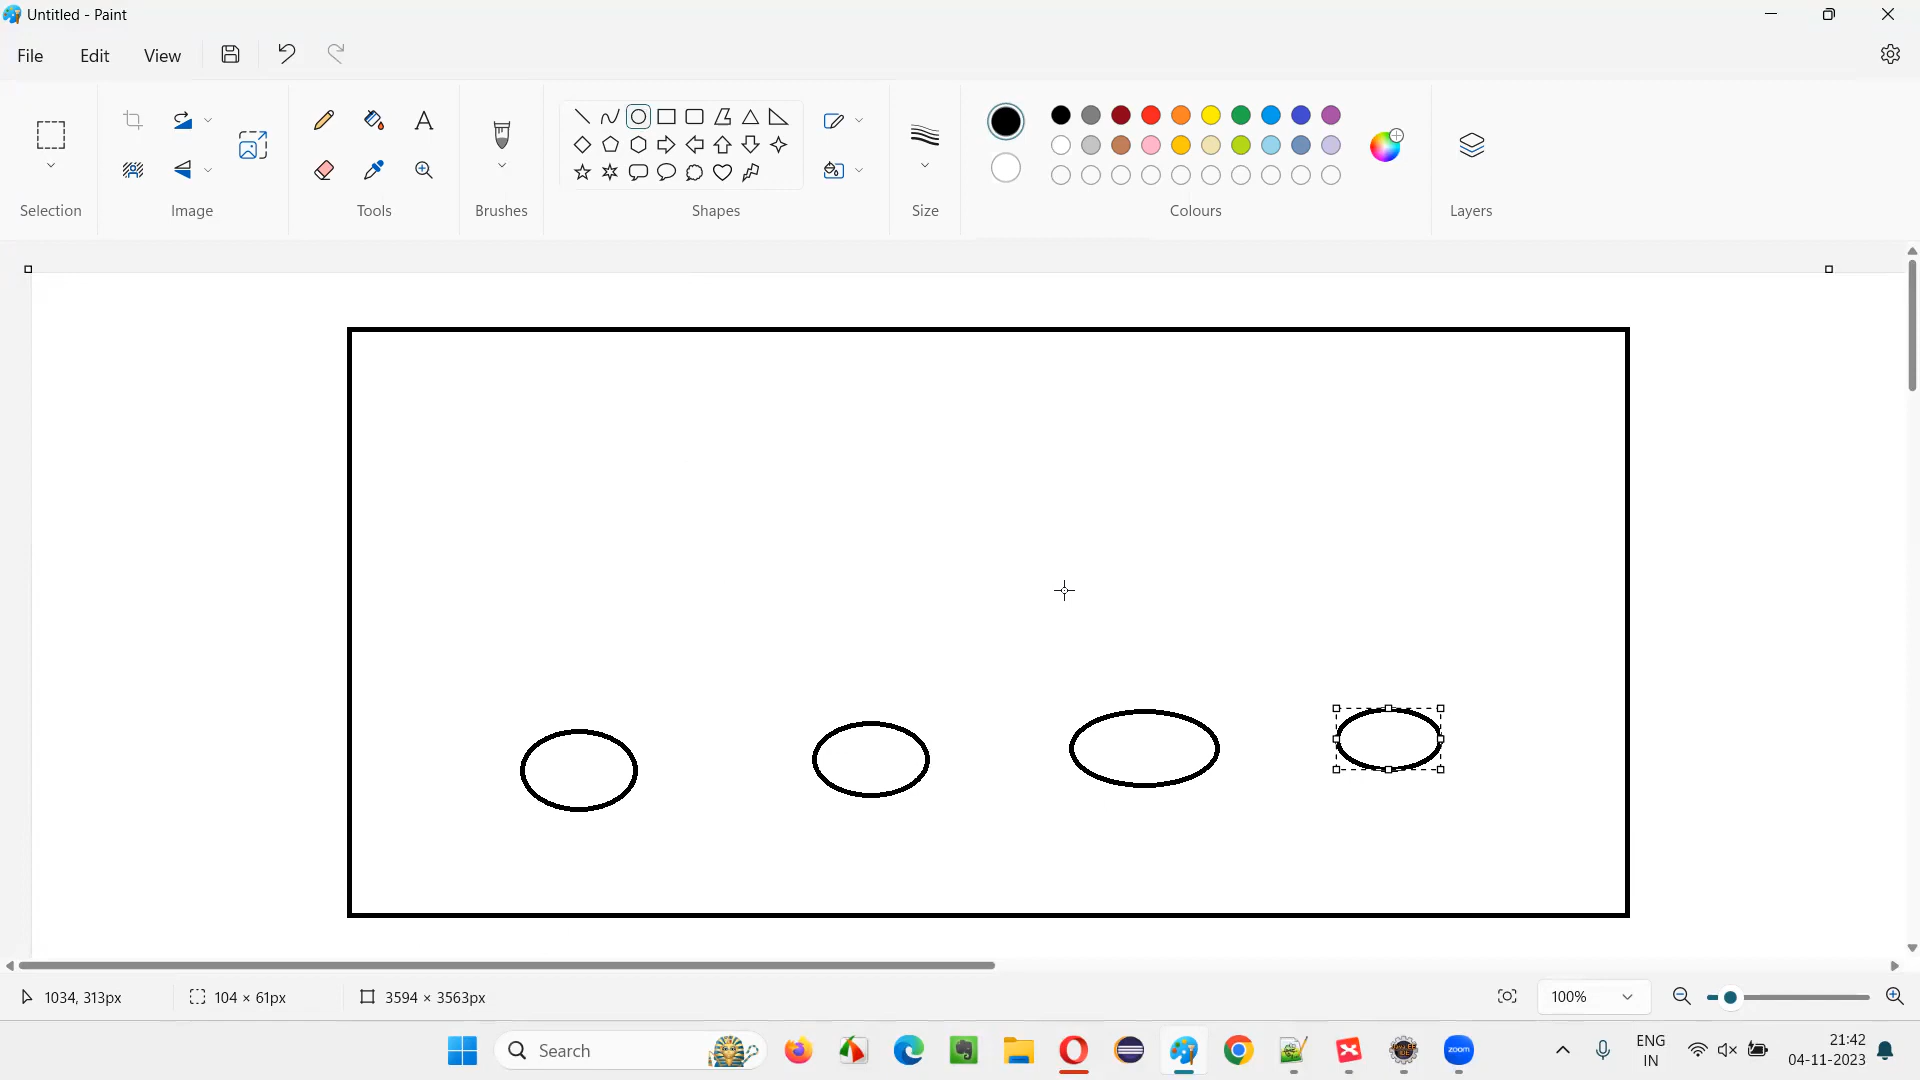 Untitled - Paint
File Edit View
Selection Image Tools Brushes Shapes Size Colours Layers
1034, 313px 104 × 61px 3594 × 3563px 100%
Search zoom ENG 21:42
IN 04-11-2023